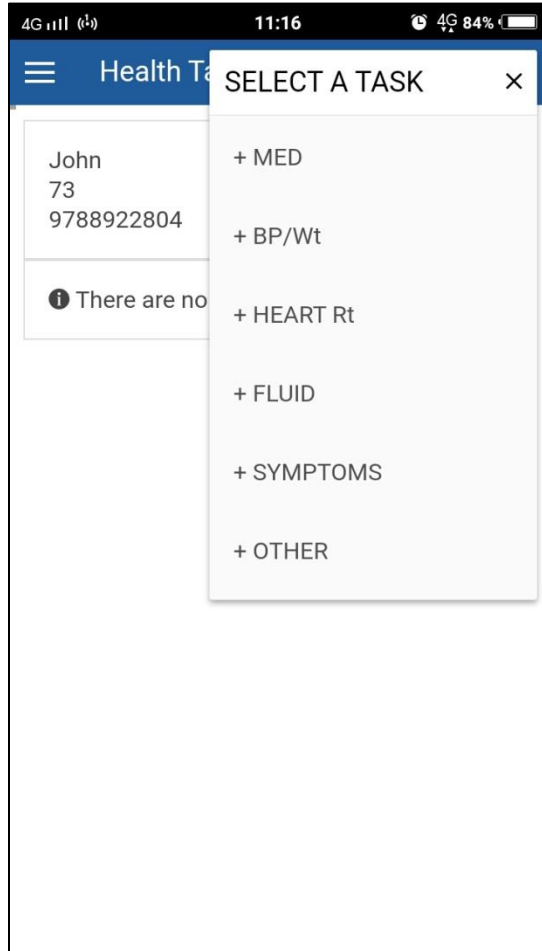 4G
11:16
4G 84%
Health Ta
SELECT A TASK
John
73
9788922804
There are no
+ MED
+ BP/Wt
+ HEART Rt
+ FLUID
+ SYMPTOMS
+ OTHER